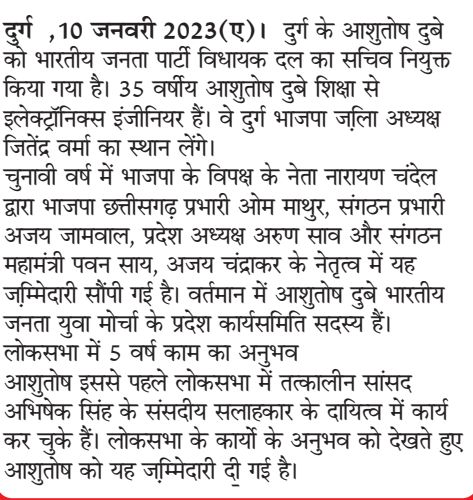 दुर्ग ,10 जनवरी 2023(ए)। दुर्ग के आशुतोष दुबे
को भारतीय जनता पार्टी विधायक दल का सचिव नियुक्त
किया गया है। 35 वर्षीय आशुतोष दुबे शिक्षा से
इलेक्ट्रॉनिक्स इंजीनियर हैं। वे दुर्ग भाजपा जि़ला अध्यक्ष
जितेंद्र वर्मा का स्थान लेंगे।
चुनावी वर्ष में भाजपा के विपक्ष के नेता नारायण चंदेल
द्वारा भाजपा छत्तीसगढ़ प्रभारी ओम माथुर, संगठन प्रभारी
अजय जामवाल, प्रदेश अध्यक्ष अरुण साव और संगठन
महामंत्री पवन साय, अजय चंद्राकर के नेतृत्व में यह
जि़म्मेदारी सौंपी गई है। वर्तमान में आशुतोष दुबे भारतीय
जनता युवा मोर्चा के प्रदेश कार्यसमिति सदस्य हैं।
लोकसभा में 5 वर्ष काम का अनुभव
आशुतोष इससे पहले लोकसभा में तत्कालीन सांसद
अभिषेक सिंह के संसदीय सलाहकार के दायित्व में कार्य
कर चुके हैं। लोकसभा के कार्यो के अनुभव को देखते हुए
आशुतोष को यह जि़म्मेदारी दी गई है।